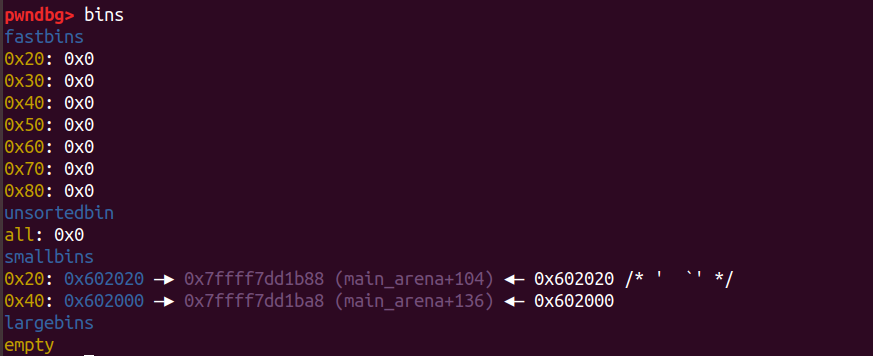 pwndbg> bins
fastbins
0x20: 0x0
0x30: 0x0
0x40: 0x0
0x50: 0x0
0x60: 0x0
0x70: 0x0
0x80: 0x0
unsortedbin
all: 0x0
smallbins
0x20: 0x602020 —▸ 0x7ffff7dd1b88 (main_arena+104) ◂— 0x602020 /* '  `' */
0x40: 0x602000 —▸ 0x7ffff7dd1ba8 (main_arena+136) ◂— 0x602000
largebins
empty